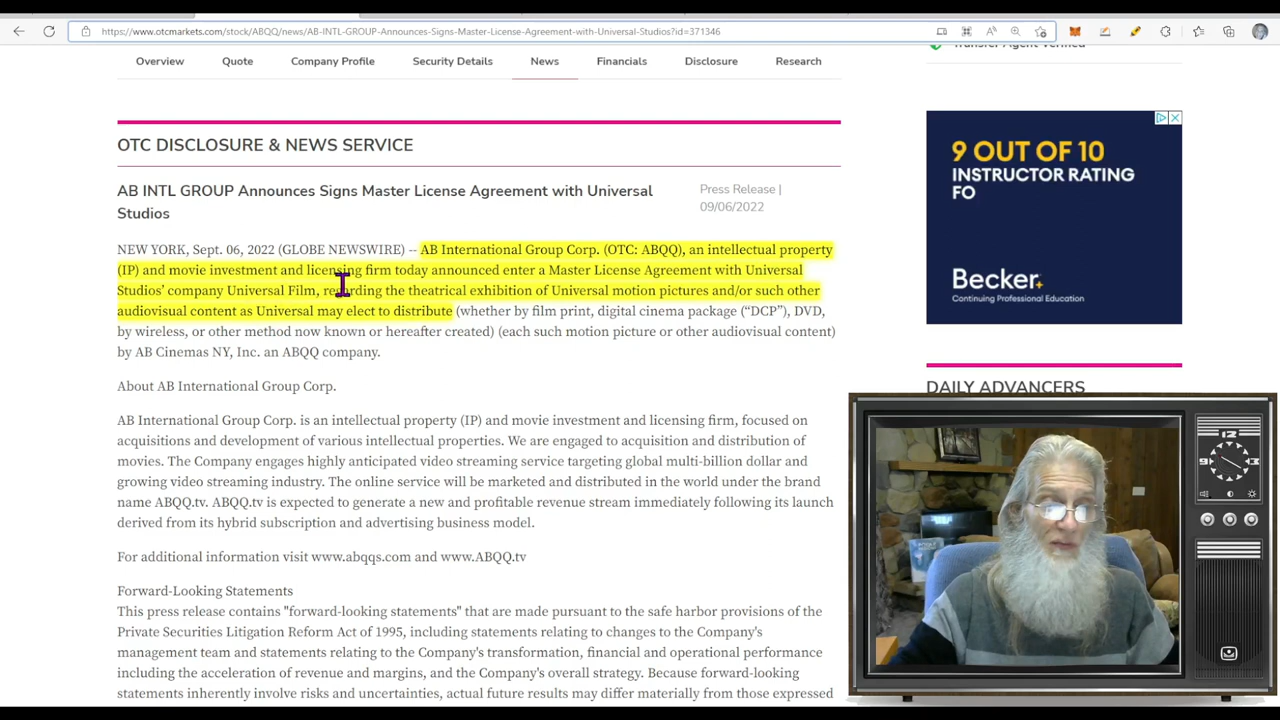 https://www.otcmarkets.com/stock/ABQQ/news/AB-INTL-GROUP-Announces-Signs-Master-License-Agreement-with-Universal-Studios?id=371346
Transfer Agent Verified
Overview Quote Company Profile Security Details News Financials Disclosure Research
OTC DISCLOSURE & NEWS SERVICE
AB INTL GROUP Announces Signs Master License Agreement with Universal
Studios
Press Release |
09/06/2022
NEW YORK, Sept. 06, 2022 (GLOBE NEWSWIRE) -- AB International Group Corp. (OTC: ABQQ), an intellectual property
(IP) and movie investment and licensing firm today announced enter a Master License Agreement with Universal
Studios’ company Universal Film, regarding the theatrical exhibition of Universal motion pictures and/or such other
audiovisual content as Universal may elect to distribute (whether by film print, digital cinema package (“DCP”), DVD,
by wireless, or other method now known or hereafter created) (each such motion picture or other audiovisual content)
by AB Cinemas NY, Inc. an ABQQ company.
About AB International Group Corp.
AB International Group Corp. is an intellectual property (IP) and movie investment and licensing firm, focused on
acquisitions and development of various intellectual properties. We are engaged to acquisition and distribution of
movies. The Company engages highly anticipated video streaming service targeting global multi-billion dollar and
growing video streaming industry. The online service will be marketed and distributed in the world under the brand
name ABQQ.tv. ABQQ.tv is expected to generate a new and profitable revenue stream immediately following its launch
derived from its hybrid subscription and advertising business model.
For additional information visit www.abqqs.com and www.ABQQ.tv
Forward-Looking Statements
This press release contains "forward-looking statements" that are made pursuant to the safe harbor provisions of the
Private Securities Litigation Reform Act of 1995, including statements relating to changes to the Company's
management team and statements relating to the Company's transformation, financial and operational performance
including the acceleration of revenue and margins, and the Company's overall strategy. Because forward-looking
statements inherently involve risks and uncertainties, actual future results may differ materially from those expressed
9 OUT OF 10
INSTRUCTOR RATING
FO
Becker
CONTINUING PROFESSIONAL EDUCATION
DAILY ADVANCERS
12
9 3